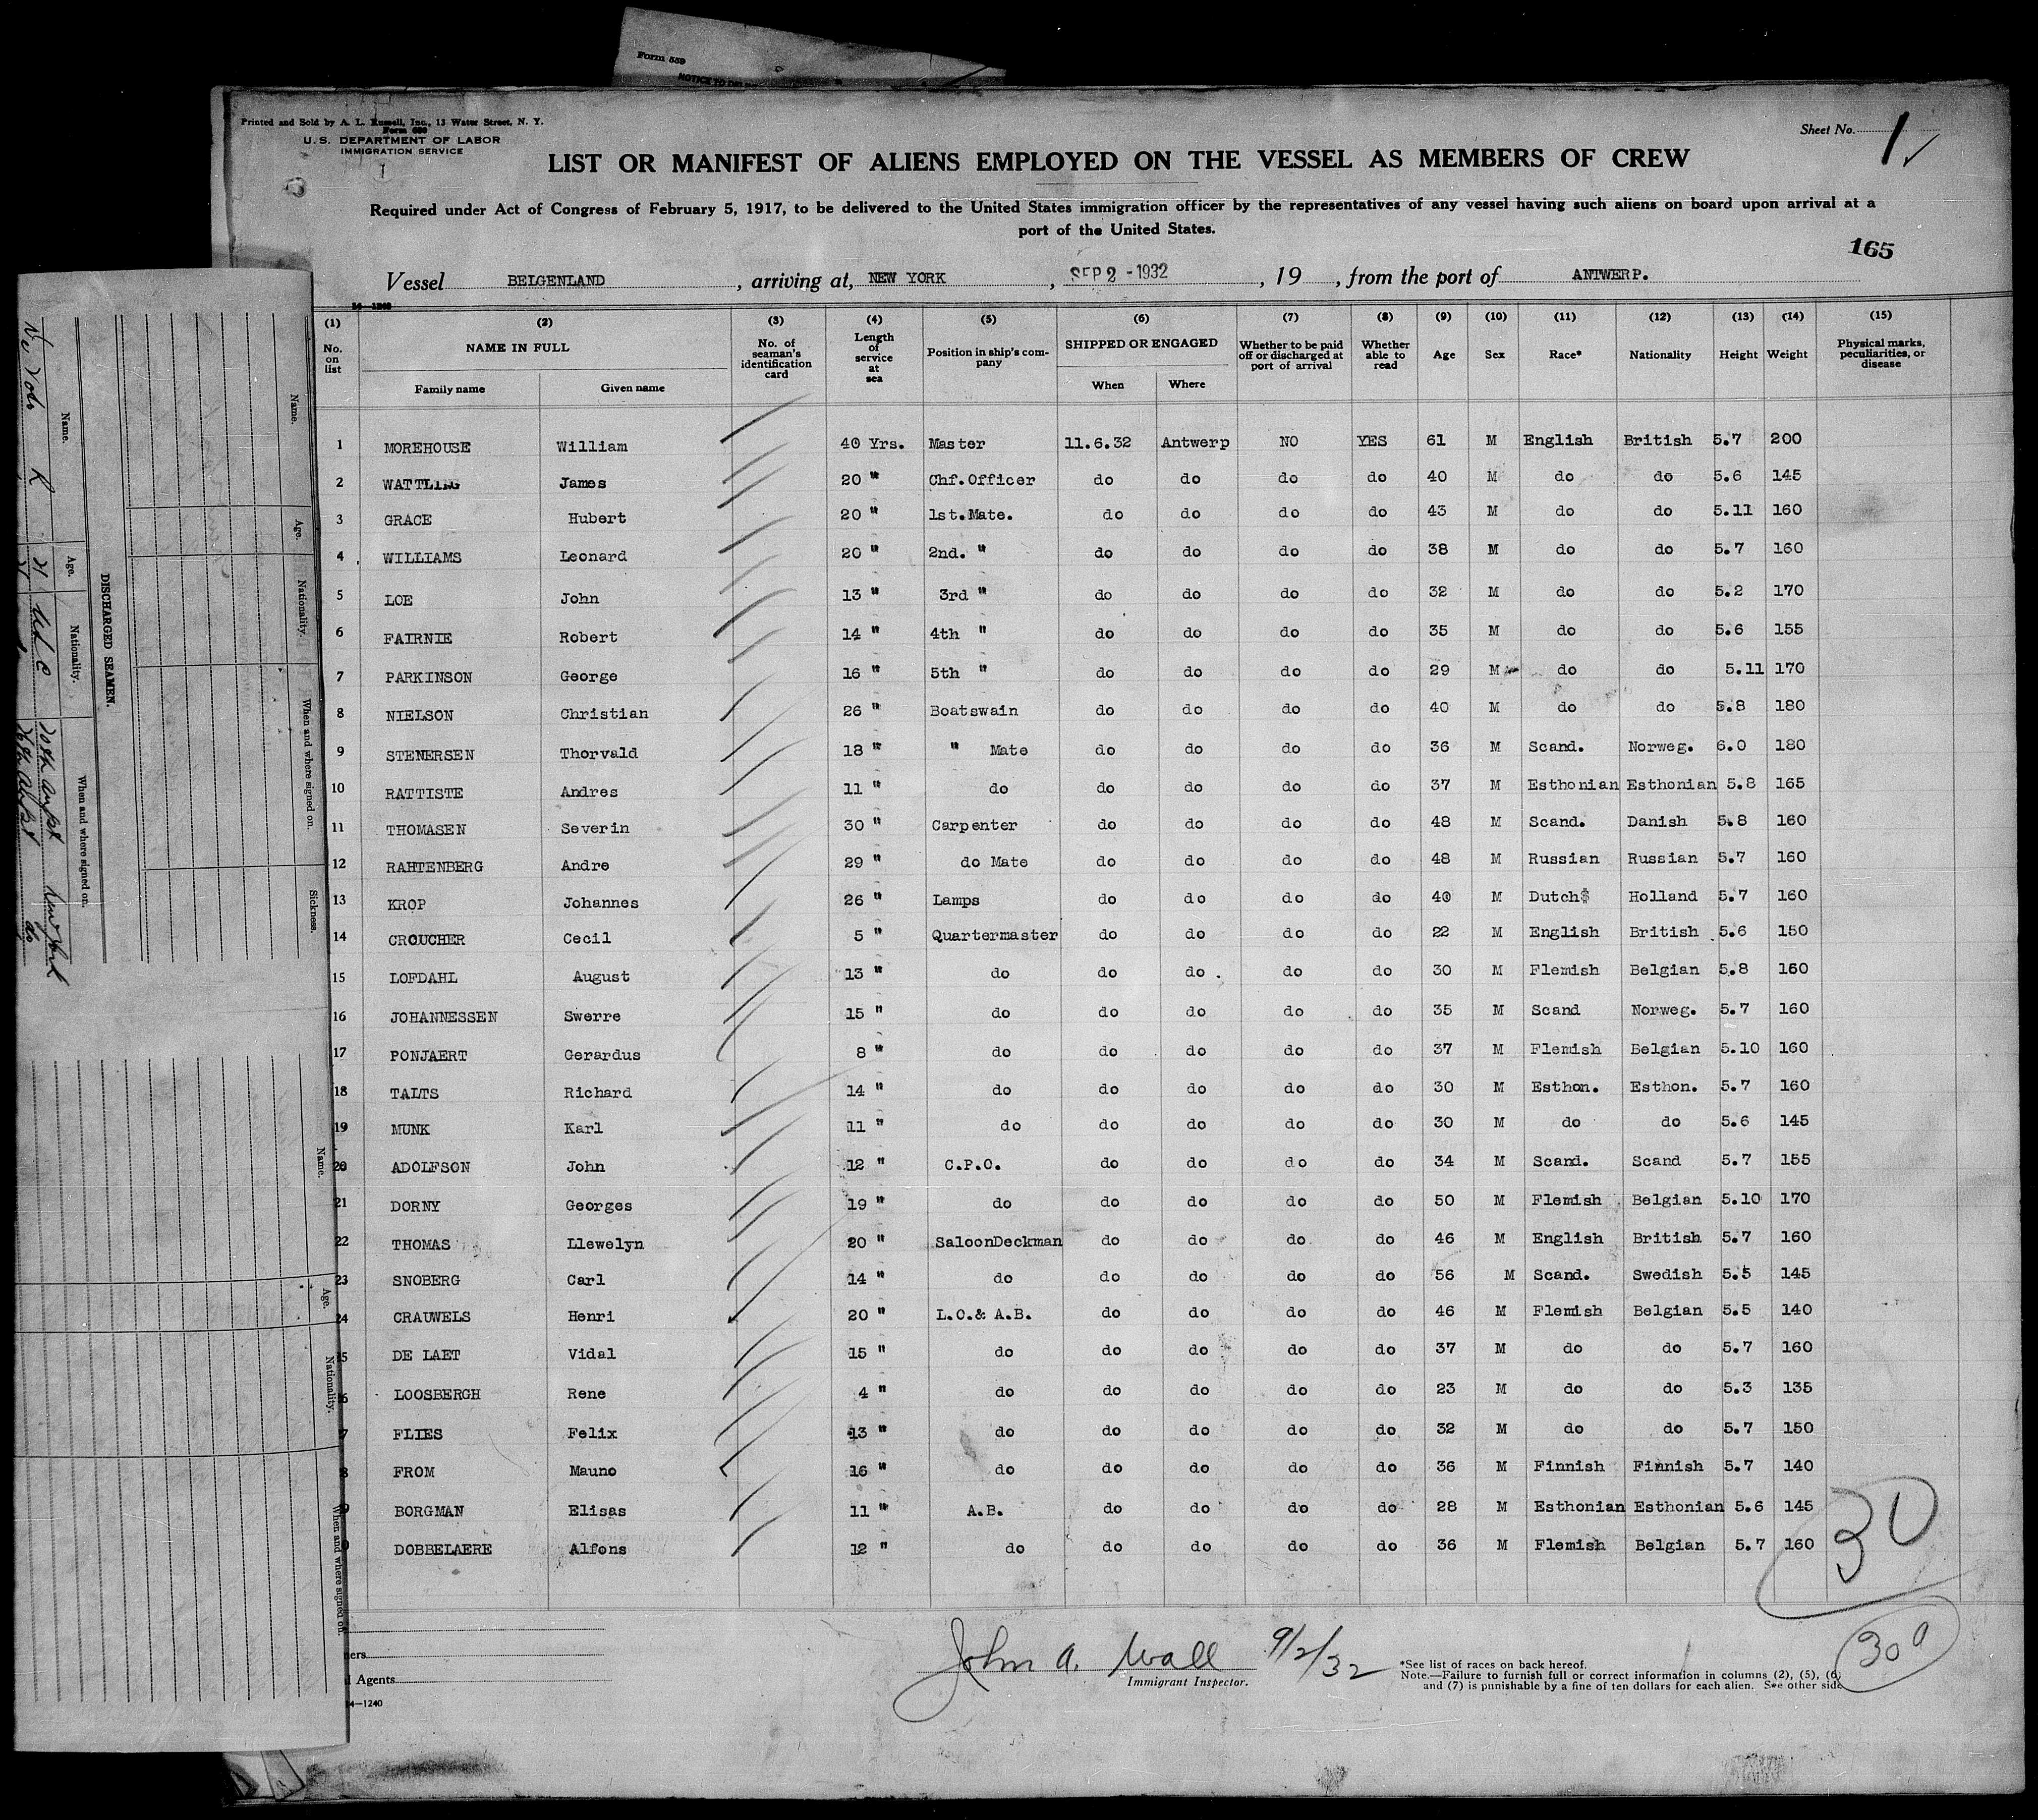 Form 559
Printed and Sold by A. L. Russell, Inc., 13 Water Street, N. Y.
U. S. DEPARTMENT OF LABOR
IMMIGRATION SERVICE
Sheet No. 1
LIST OR MANIFEST OF ALIENS EMPLOYED ON THE VESSEL AS MEMBERS OF CREW
Required under Act of Congress of February 5, 1917, to be delivered to the United States immigration officer by the representatives of any vessel having such aliens on board upon arrival at a
port of the United States.
165
Vessel BELGENLAND, arriving at, NEW YORK, SEP 2 - 1932, 19 , from the port of ANTWERP.
(1) (2) (3) (4) (5) (6) (7) (8) (9) (10) (11) (12) (13) (14) (15)
No. on list NAME IN FULL Family name Given name No. of seaman's identification card Length of service at sea Position in ship's company SHIPPED OR ENGAGED When Where Whether to be paid off or discharged at port of arrival Whether able to read Age Sex Race* Nationality Height Weight Physical marks, peculiarities, or disease
1 MOREHOUSE William 40 Yrs. Master 11.6.32 Antwerp NO YES 61 M English British 5.7 200
2 WATTLING James 20 " Chf.Officer do do do do 40 M do do 5.6 145
3 GRACE Hubert 20 " 1st.Mate. do do do do 43 M do do 5.11 160
4 WILLIAMS Leonard 20 " 2nd. " do do do do 38 M do do 5.7 160
5 LOE John 13 " 3rd " do do do do 32 M do do 5.2 170
6 FAIRNIE Robert 14 " 4th " do do do do 35 M do do 5.6 155
7 PARKINSON George 16 " 5th " do do do do 29 M do do 5.11 170
8 NIELSON Christian 26 " Boatswain do do do do 40 M do do 5.8 180
9 STENERSEN Thorvald 18 " " Mate do do do do 36 M Scand. Norweg. 6.0 180
10 RATTISTE Andres 11 " do do do do do 37 M Esthonian Esthonian 5.8 165
11 THOMASEN Severin 30 " Carpenter do do do do 48 M Scand. Danish 5.8 160
12 RAHTENBERG Andre 29 " do Mate do do do do 48 M Russian Russian 5.7 160
13 KROP Johannes 26 " Lamps do do do do 40 M Dutch Holland 5.7 160
14 CROUCHER Cecil 5 " Quartermaster do do do do 22 M English British 5.6 150
15 LOFDAHL August 13 " do do do do do 30 M Flemish Belgian 5.8 160
16 JOHANNESSEN Swerre 15 " do do do do do 35 M Scand Norweg. 5.7 160
17 PONJAERT Gerardus 8 " do do do do do 37 M Flemish Belgian 5.10 160
18 TALTS Richard 14 " do do do do do 30 M Esthon. Esthon. 5.7 160
19 MUNK Karl 11 " do do do do do 30 M do do 5.6 145
20 ADOLFSON John 12 " C.P.O. do do do do 34 M Scand. Scand 5.7 155
21 DORNY Georges 19 " do do do do do 50 M Flemish Belgian 5.10 170
22 THOMAS Llewelyn 20 " SaloonDeckman do do do do 46 M English British 5.7 160
23 SNOBERG Carl 14 " do do do do do 56 M Scand. Swedish 5.5 145
24 CRAUWELS Henri 20 " L.O.& A.B. do do do do 46 M Flemish Belgian 5.5 140
5 DE LAET Vidal 15 " do do do do do 37 M do do 5.7 160
6 LOOSBERGH Rene 4 " do do do do do 23 M do do 5.3 135
7 FLIES Felix 13 " do do do do do 32 M do do 5.7 150
8 FROM Mauno 16 " do do do do do 36 M Finnish Finnish 5.7 140
9 BORGMAN Elisas 11 " A.B. do do do do 28 M Esthonian Esthonian 5.6 145
0 DOBBELAERE Alfons 12 " do do do do do 36 M Flemish Belgian 5.7 160
30
30
John A. Wall 9/2/32
Immigrant Inspector.
*See list of races on back hereof.
Note.—Failure to furnish full or correct information in columns (2), (5), (6)
and (7) is punishable by a fine of ten dollars for each alien. See other side
Agents
14—1240
DISCHARGED SEAMEN.
Name. Age. Nationality. When and where signed on.
Name. Age. Nationality. When and where signed on. Sickness.
Name. Age. Nationality. When and where signed on.